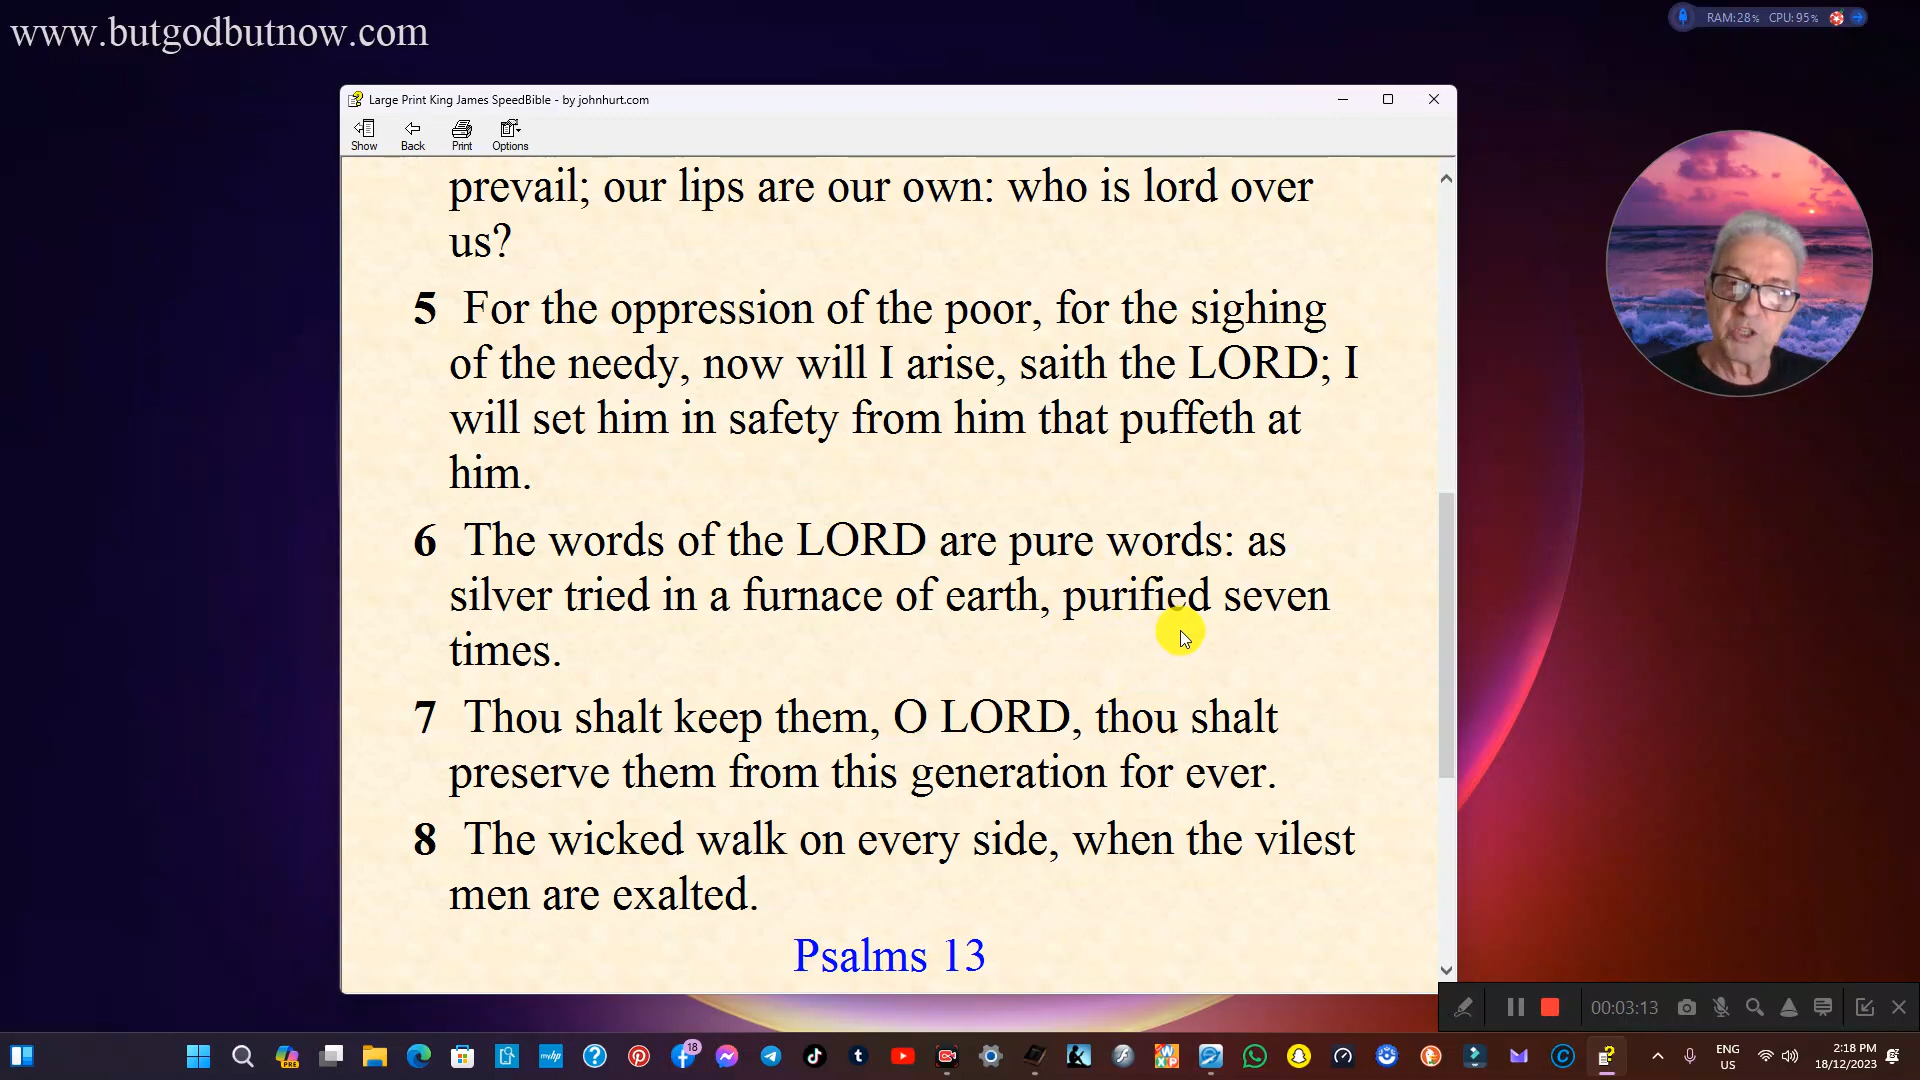 www.butgodbutnow.com
RAM:28% CPU:95%
Large Print King James SpeedBible - by johnhurt.com
Show Back Print Options
prevail; our lips are our own: who is lord over
us?
5 For the oppression of the poor, for the sighing
of the needy, now will I arise, saith the LORD; I
will set him in safety from him that puffeth at
him.
6 The words of the LORD are pure words: as
silver tried in a furnace of earth, purified seven
times.
7 Thou shalt keep them, O LORD, thou shalt
preserve them from this generation for ever.
8 The wicked walk on every side, when the vilest
men are exalted.
Psalms 13
00:03:13
18
ENG
US
2:18 PM
18/12/2023